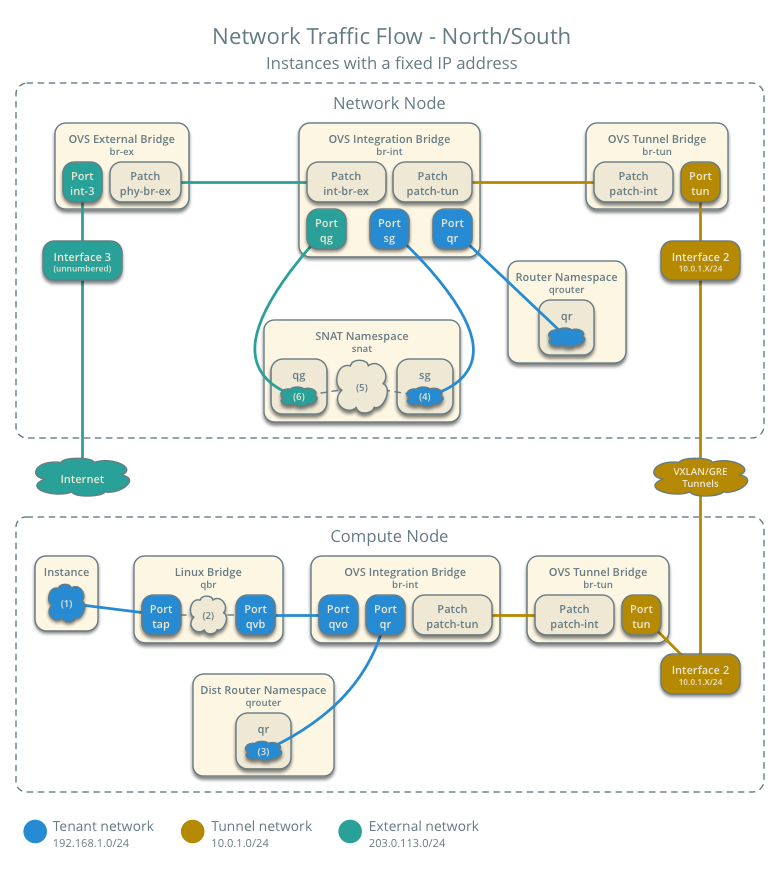 Network Traffic Flow - North/South
Instances with a fixed IP address
Network Node
OVS External Bridge
br-ex
Port
int-3
Patch
phy-br-ex
OVS Integration Bridge
br-int
Patch
int-br-ex
Patch
patch-tun
Port
qg
Port
sg
Port
qr
OVS Tunnel Bridge
br-tun
Patch
patch-int
Port
tun
Interface 3
(unnumbered)
Interface 2
10.0.1.X/24
Router Namespace
qrouter
qr
SNAT Namespace
snat
qg
(6)
(5)
sg
(4)
Internet
VXLAN/GRE
Tunnels
Compute Node
Instance
(1)
Linux Bridge
qbr
Port
tap
(2)
Port
qvb
OVS Integration Bridge
br-int
Port
qvo
Port
qr
Patch
patch-tun
OVS Tunnel Bridge
br-tun
Patch
patch-int
Port
tun
Interface 2
10.0.1.X/24
Dist Router Namespace
qrouter
qr
(3)
Tenant network
192.168.1.0/24
Tunnel network
10.0.1.0/24
External network
203.0.113.0/24